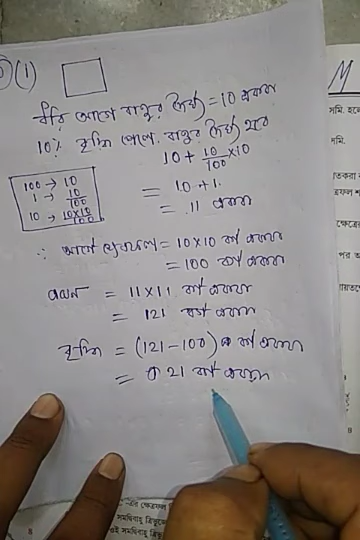 (1)
ধরি আগে বাহুর দৈর্ঘ্য = 10 একক
10% বৃদ্ধি পেলে বাহুর দৈর্ঘ্য হবে
10 + 10/100 × 10
= 10 + 1
= 11 একক
100 → 10
1 → 10/100
10 → 10×10/100
∴ আগে ক্ষেত্রফল = 10×10 বর্গ একক
= 100 বর্গ একক
এখন = 11×11 বর্গ একক
= 121 বর্গ একক
বৃদ্ধি = (121-100) বর্গ একক
= 21 বর্গ একক
M